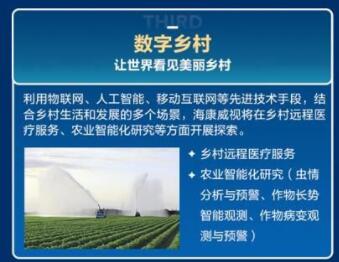 THIRD
数字乡村
让世界看见美丽乡村
利用物联网、人工智能、移动互联网等先进技术手段，结
合乡村生活和发展的多个场景，海康威视将在乡村远程医
疗服务、农业智能化研究等方面开展探索。
乡村远程医疗服务
农业智能化研究（虫情
分析与预警、作物长势
智能观测、作物病变观
测与预警）